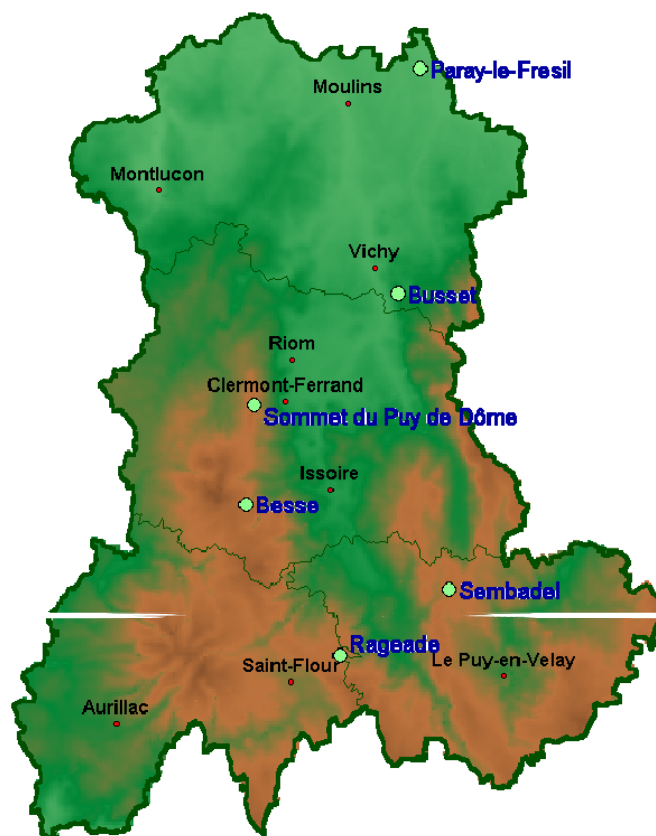 Paray-le-Fresil
Moulins
Montlucon
Vichy
Busset
Riom
Clermont-Ferrand
Sommet du Puy de Dôme
Issoire
Besse
Sembadel
Rageade
Saint-Flour
Le Puy-en-Velay
Aurillac